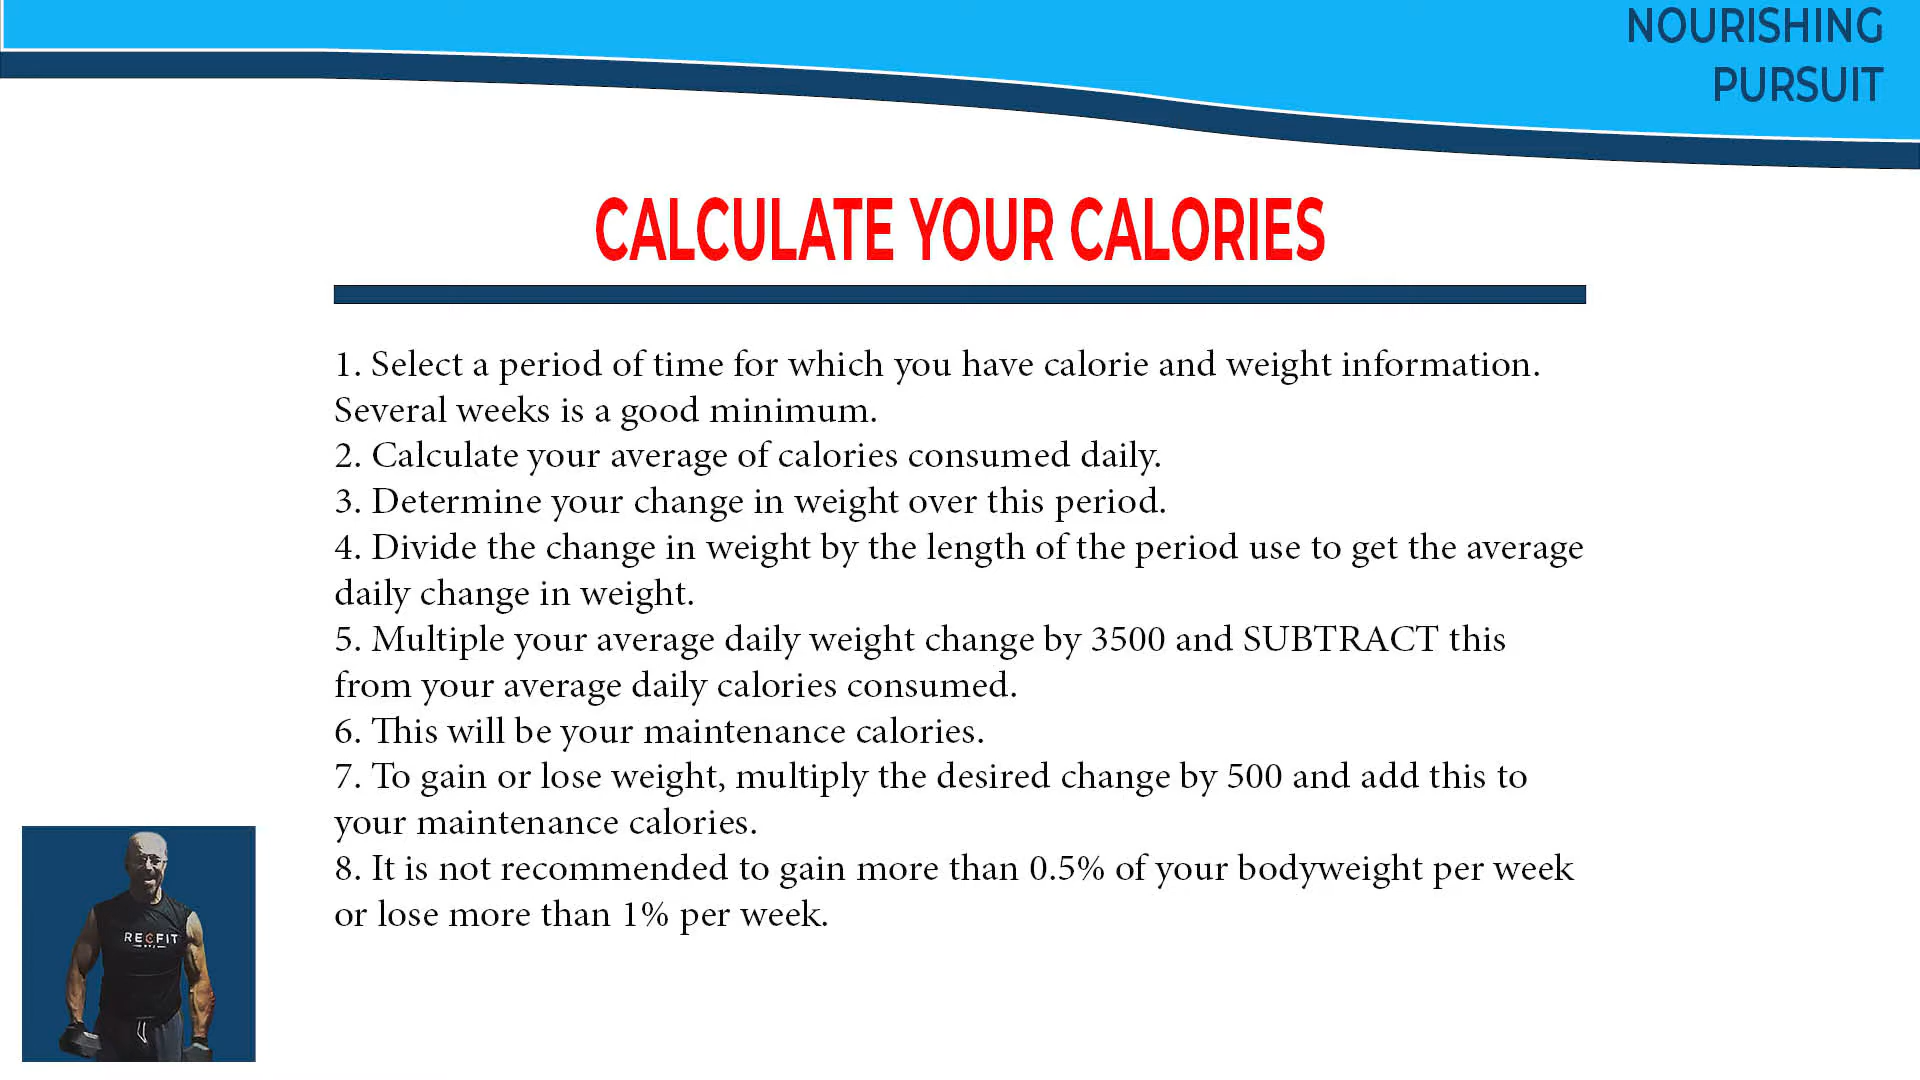 NOURISHING
PURSUIT
CALCULATE YOUR CALORIES
1. Select a period of time for which you have calorie and weight information.
Several weeks is a good minimum.
2. Calculate your average of calories consumed daily.
3. Determine your change in weight over this period.
4. Divide the change in weight by the length of the period use to get the average
daily change in weight.
5. Multiple your average daily weight change by 3500 and SUBTRACT this
from your average daily calories consumed.
6. This will be your maintenance calories.
7. To gain or lose weight, multiply the desired change by 500 and add this to
your maintenance calories.
8. It is not recommended to gain more than 0.5% of your bodyweight per week
or lose more than 1% per week.
RECFIT